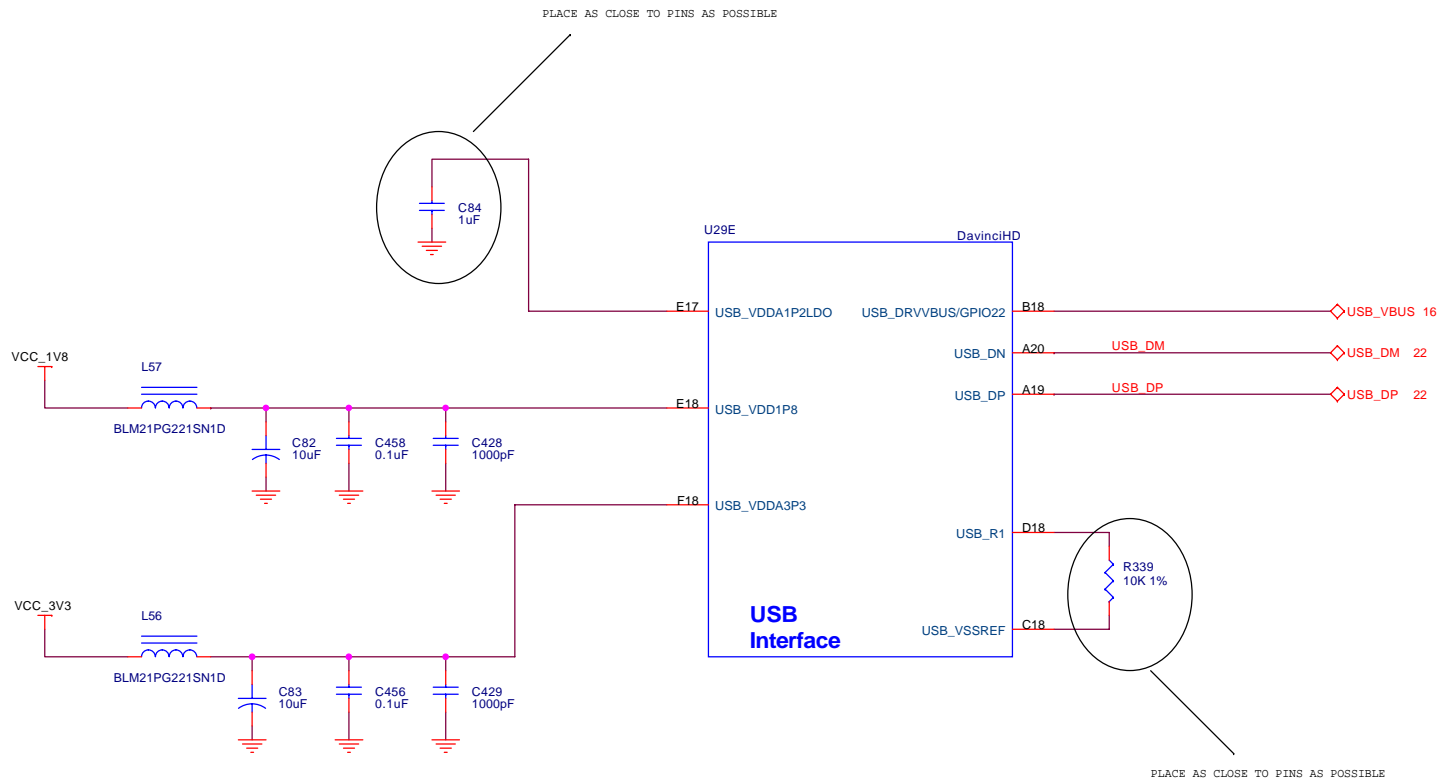 PLACE AS CLOSE TO PINS AS POSSIBLE
C84
1uF
U29E
DavinciHD
E17
USB_VDDA1P2LDO
USB_DRVVBUS/GPIO22
B18
USB_VBUS 16
USB_DN
A20
USB_DM
USB_DM 22
USB_DP
A19
USB_DP
USB_DP 22
VCC_1V8
L57
BLM21PG221SN1D
E18
USB_VDD1P8
C82
10uF
C458
0.1uF
C428
1000pF
F18
USB_VDDA3P3
USB_R1
D18
R339
10K 1%
USB_VSSREF
C18
USB
Interface
VCC_3V3
L56
BLM21PG221SN1D
C83
10uF
C456
0.1uF
C429
1000pF
PLACE AS CLOSE TO PINS AS POSSIBLE